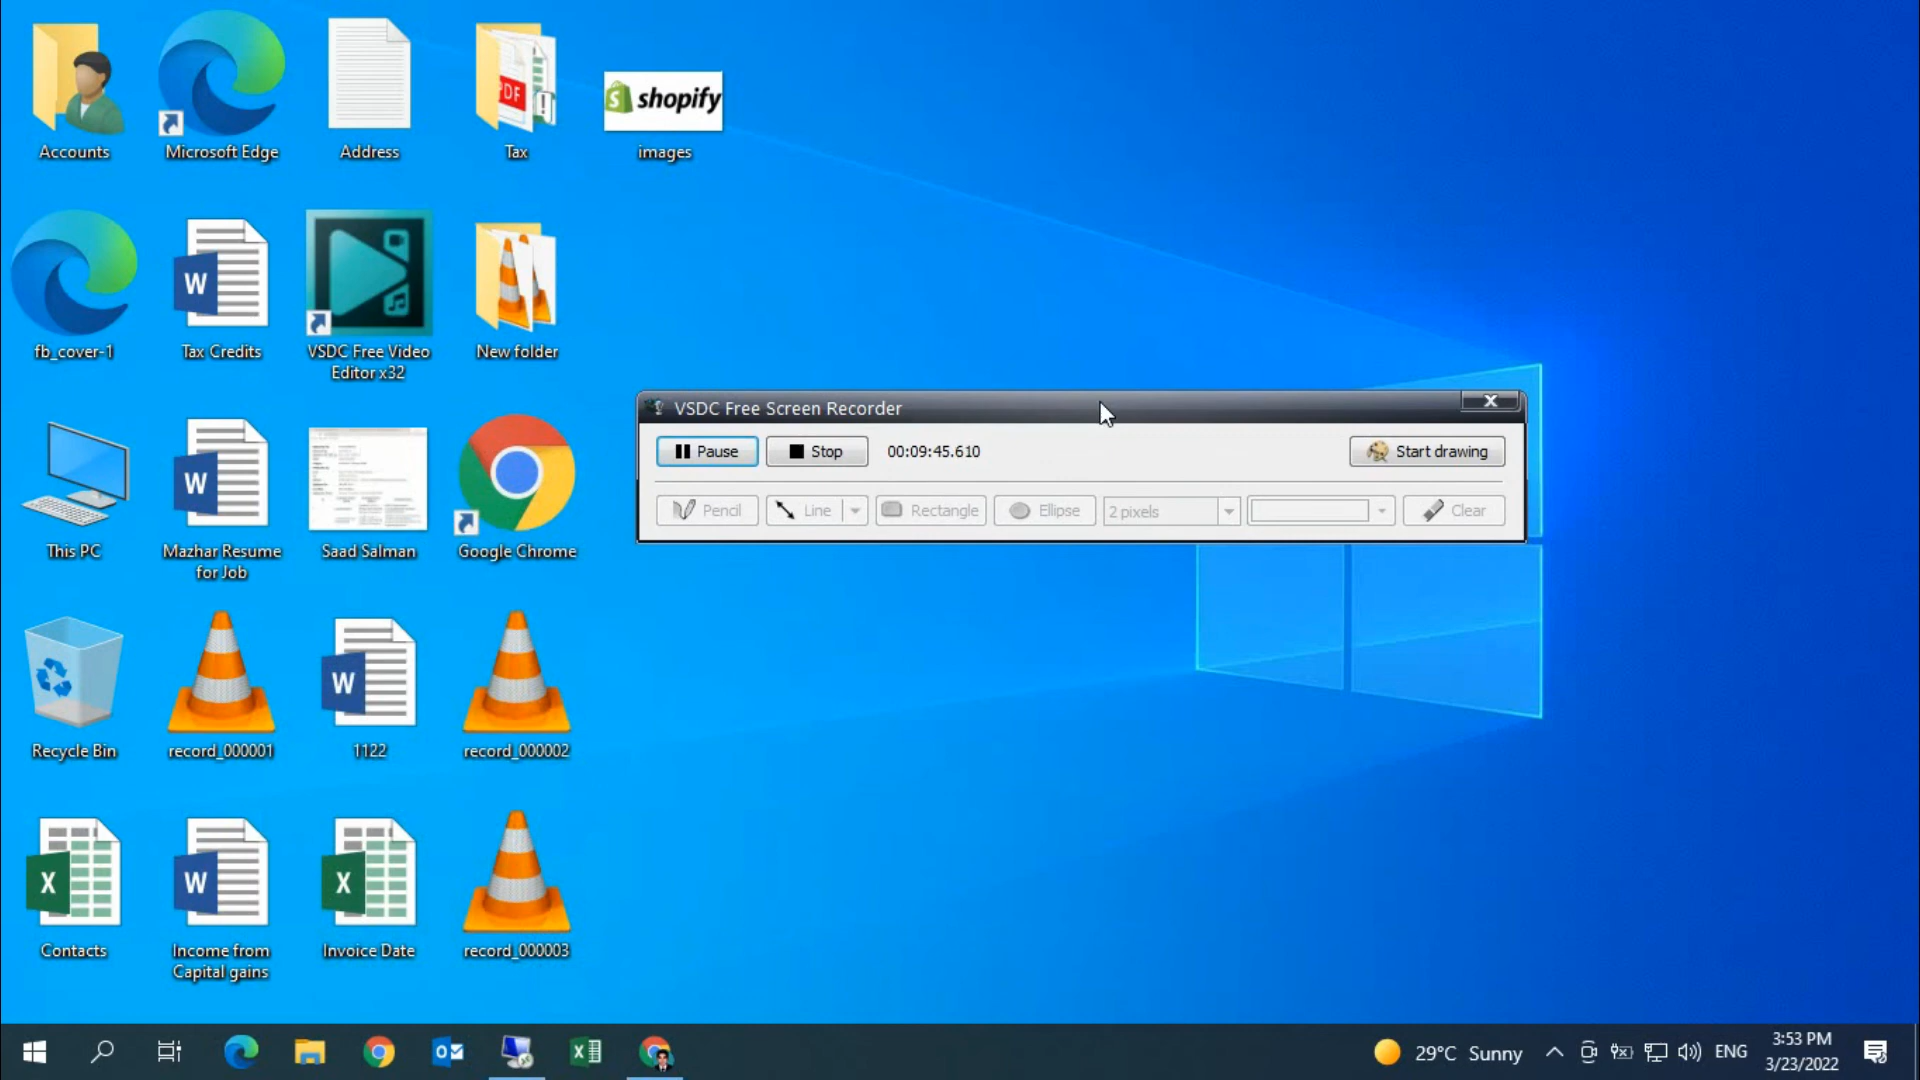 PDF
shopify
Accounts
Microsoft Edge
Address
Tax
images
fb_cover-1
W
Tax Credits
VSDC Free Video
Editor x32
New folder
VSDC Free Screen Recorder
X
Pause
Stop
00:09:45.610
Start drawing
Pencil
Line
Rectangle
Ellipse
2 pixels
Clear
This PC
W
Mazhar Resume
for Job
Saad Salman
Google Chrome
Recycle Bin
record_000001
W
1122
record_000002
X
Contacts
W
Income from
Capital gains
X
Invoice Date
record_000003
29°C Sunny
ENG
3:53 PM
3/23/2022